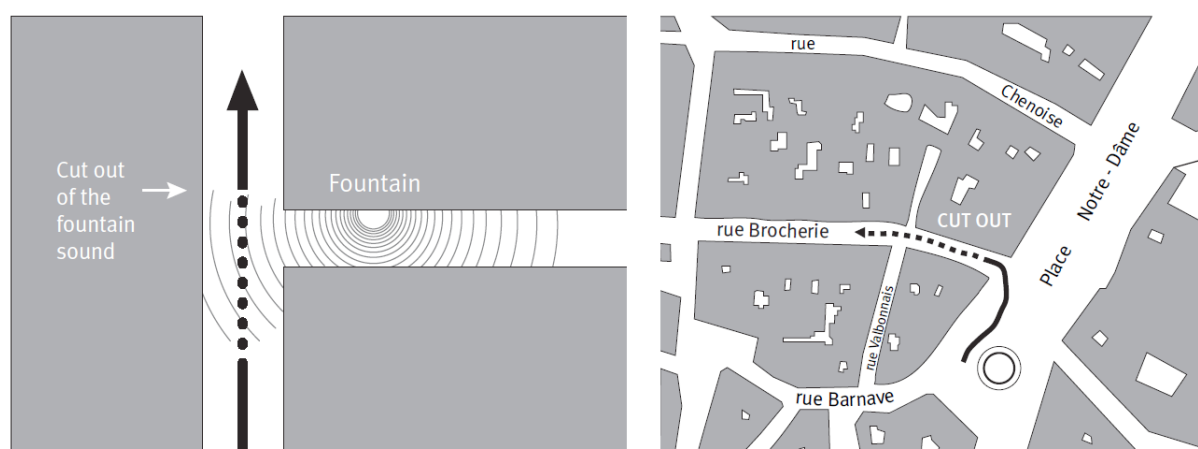 Cut out
of the
fountain
sound
Fountain
rue
Chenoise
Place Notre - Dâme
CUT OUT
rue Brocherie
rue Valbonnais
rue Barnave